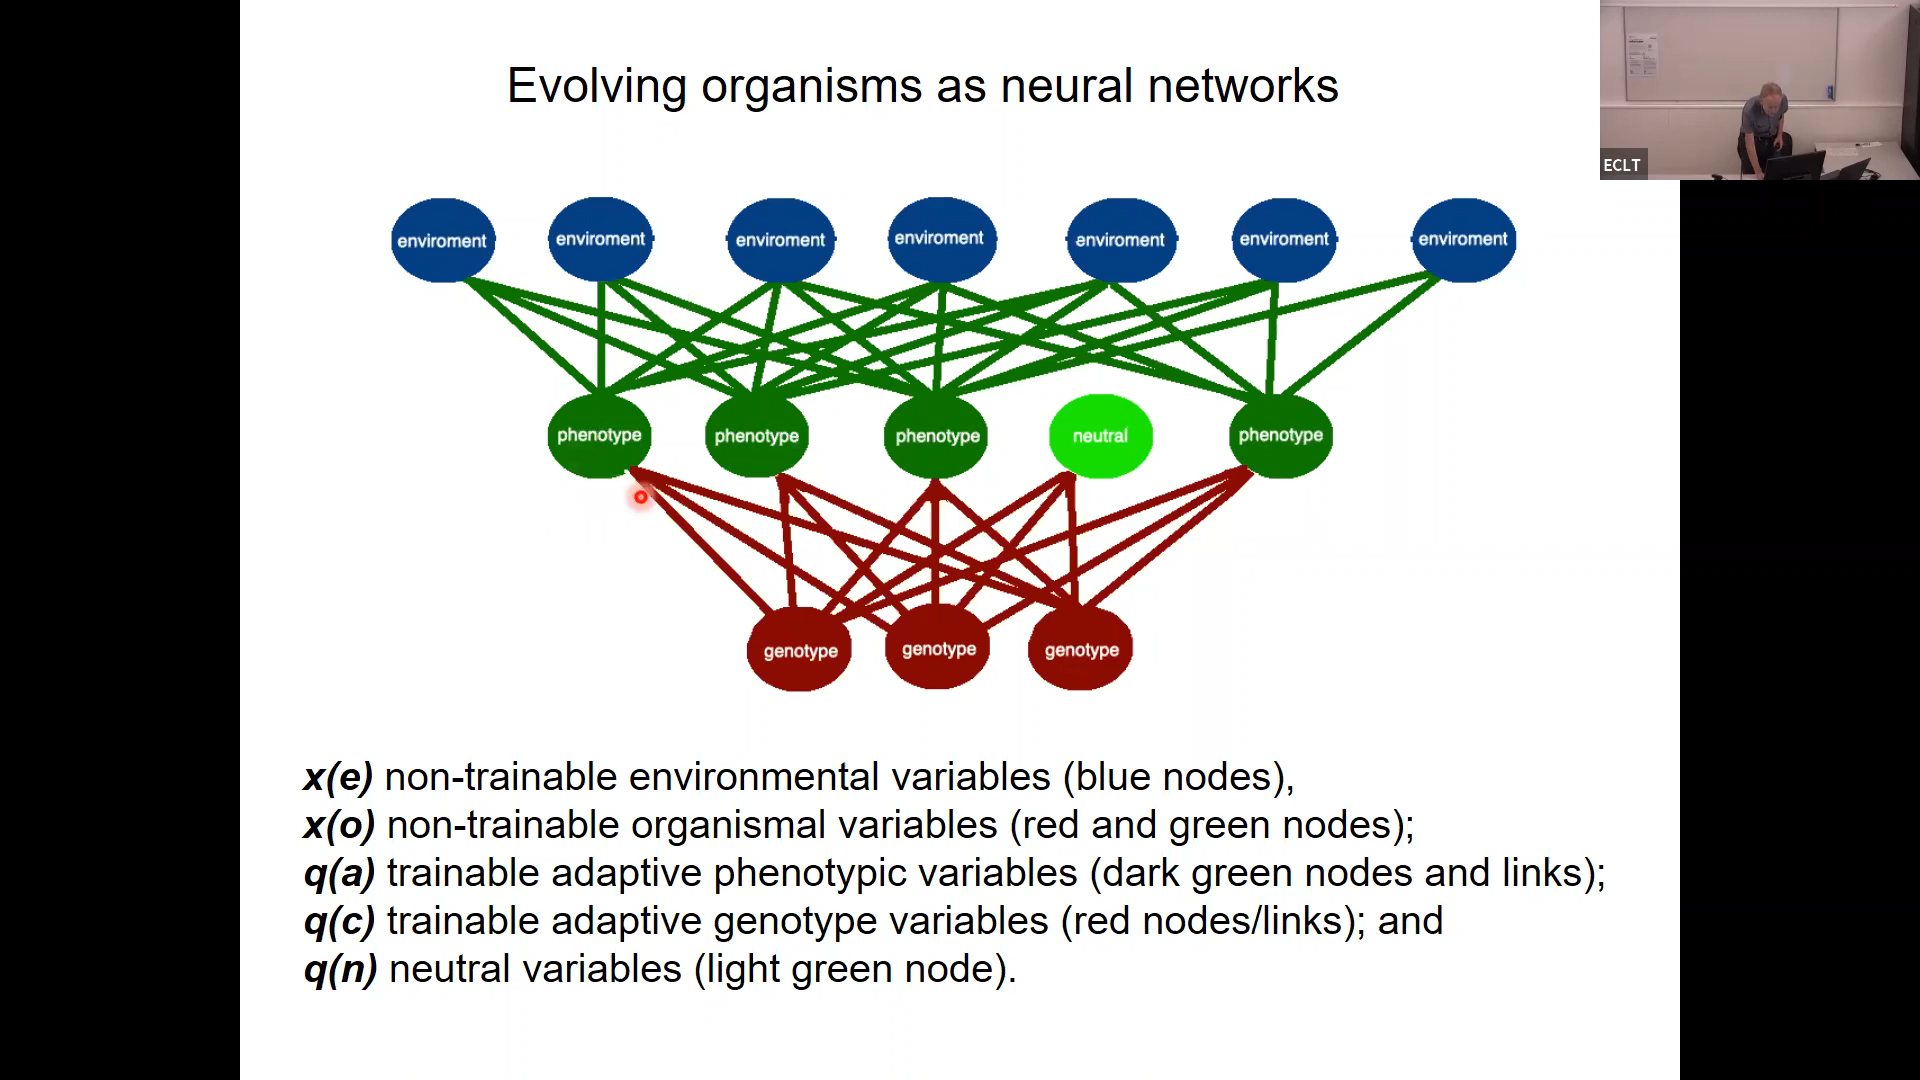 Evolving organisms as neural networks
ECLT
enviroment enviroment enviroment enviroment enviroment enviroment enviroment
phenotype phenotype phenotype neutral phenotype
genotype genotype genotype
x(e) non-trainable environmental variables (blue nodes),
x(o) non-trainable organismal variables (red and green nodes);
q(a) trainable adaptive phenotypic variables (dark green nodes and links);
q(c) trainable adaptive genotype variables (red nodes/links); and
q(n) neutral variables (light green node).